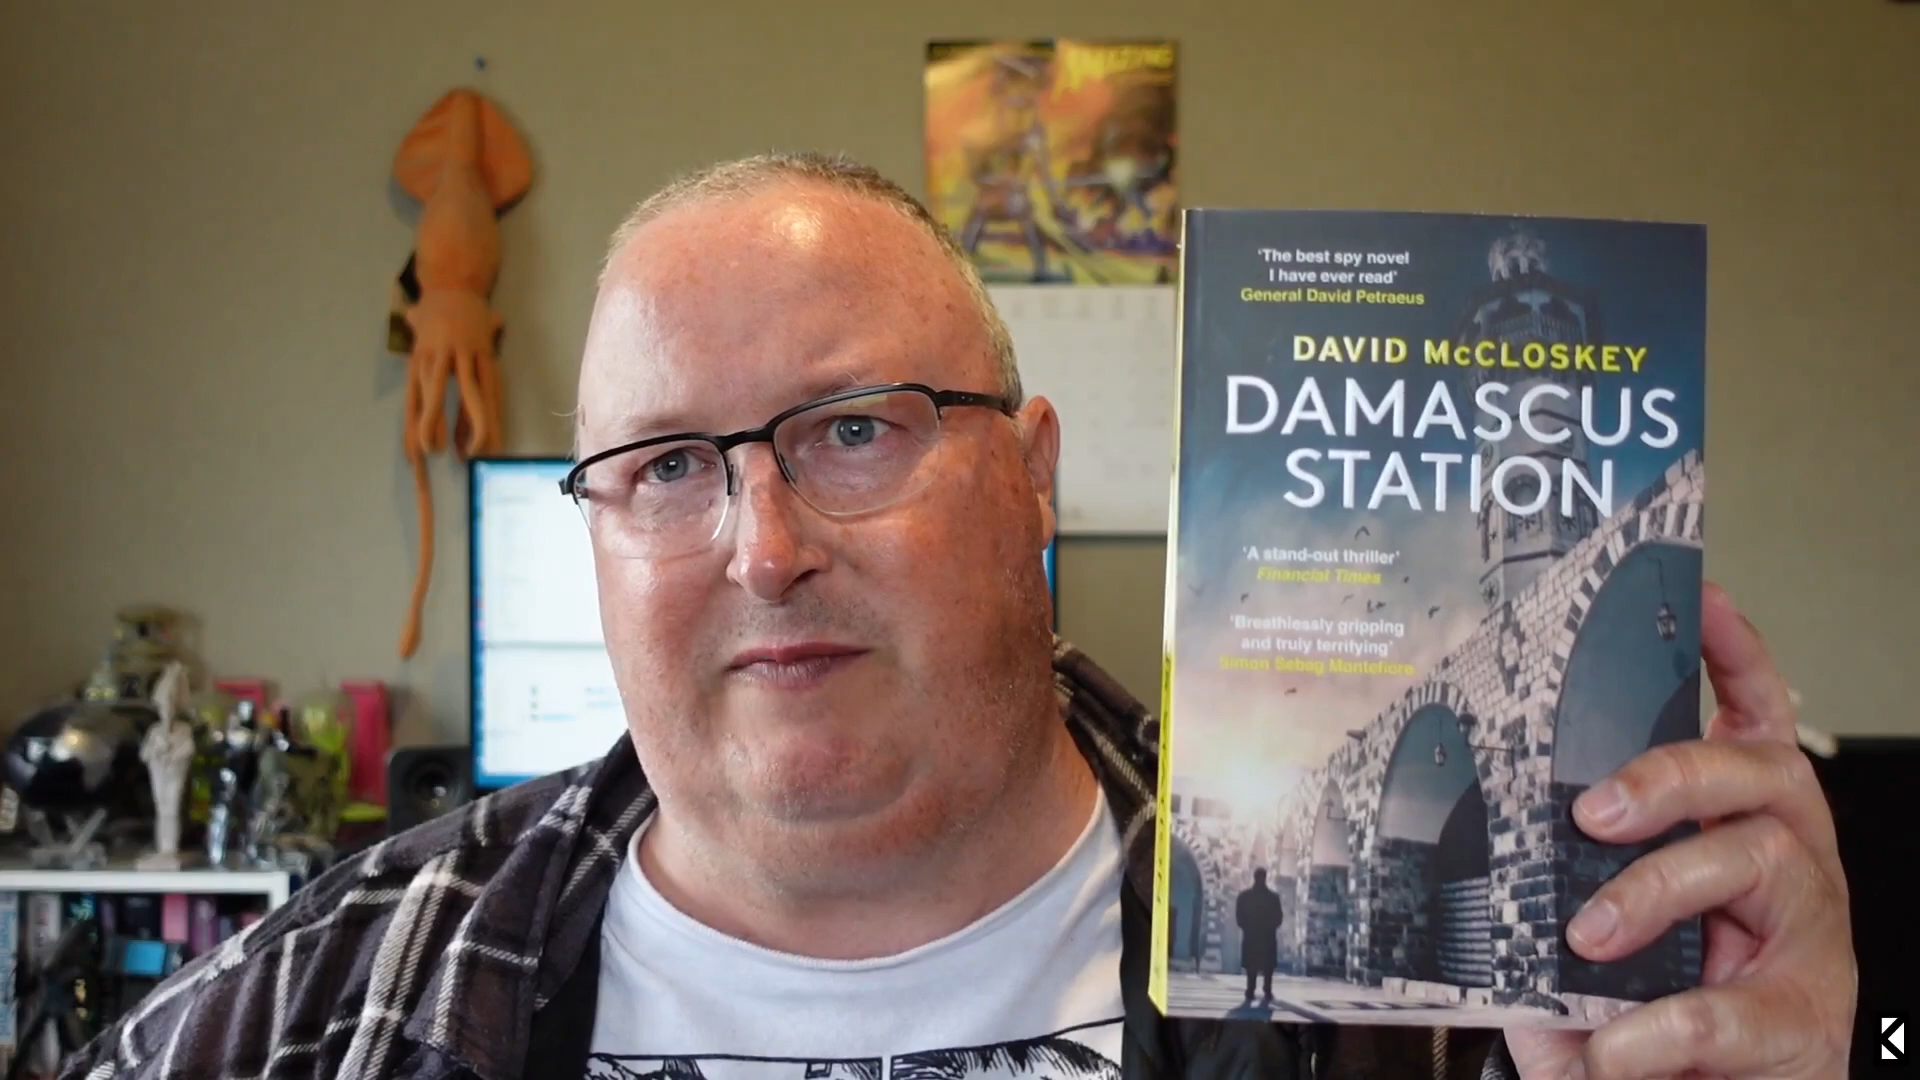 AMAZING
‘The best spy novel
I have ever read’
General David Petraeus
DAVID McCLOSKEY
DAMASCUS
STATION
‘A stand-out thriller’
Financial Times
‘Breathlessly gripping
and truly terrifying’
Simon Sebag Montefiore